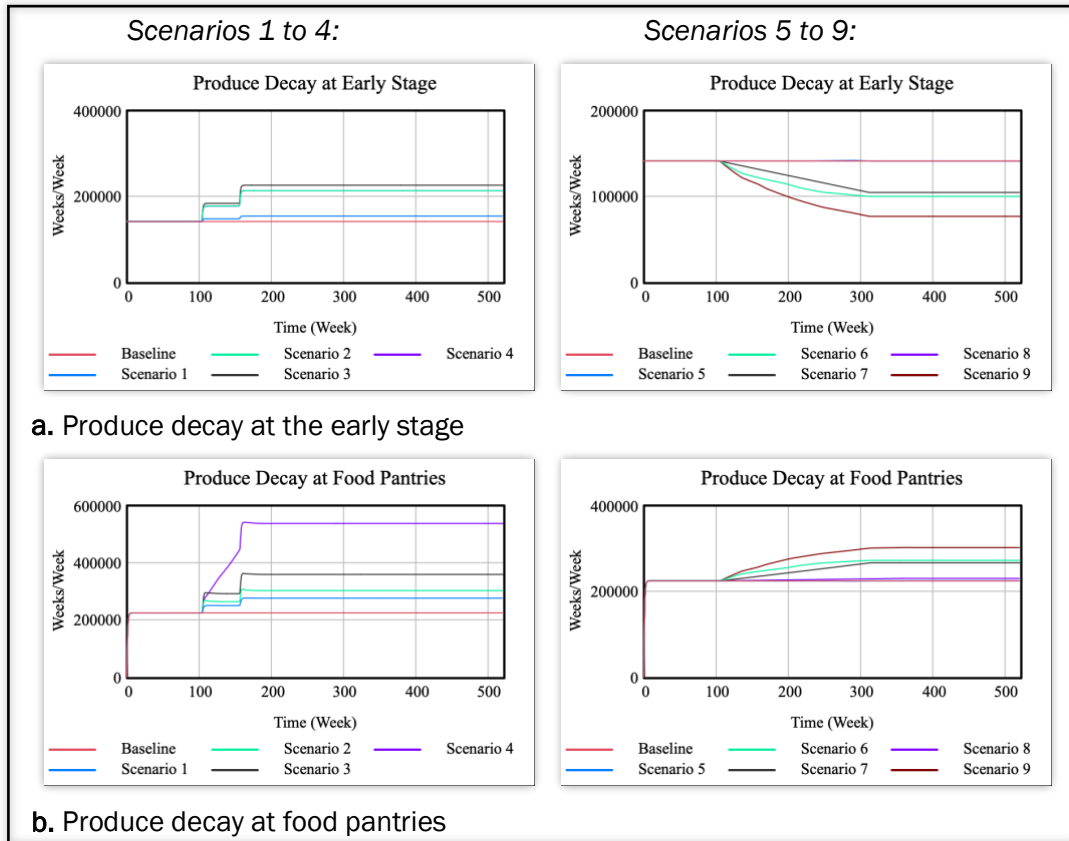 Scenarios 1 to 4:
Scenarios 5 to 9:
Produce Decay at Early Stage
400000
200000
0
Weeks/Week
0 100 200 300 400 500
Time (Week)
Baseline Scenario 2 Scenario 4
Scenario 1 Scenario 3
Produce Decay at Early Stage
200000
100000
0
Weeks/Week
0 100 200 300 400 500
Time (Week)
Baseline Scenario 6 Scenario 8
Scenario 5 Scenario 7 Scenario 9
a. Produce decay at the early stage
Produce Decay at Food Pantries
600000
400000
200000
0
Weeks/Week
0 100 200 300 400 500
Time (Week)
Baseline Scenario 2 Scenario 4
Scenario 1 Scenario 3
Produce Decay at Food Pantries
400000
200000
0
Weeks/Week
0 100 200 300 400 500
Time (Week)
Baseline Scenario 6 Scenario 8
Scenario 5 Scenario 7 Scenario 9
b. Produce decay at food pantries